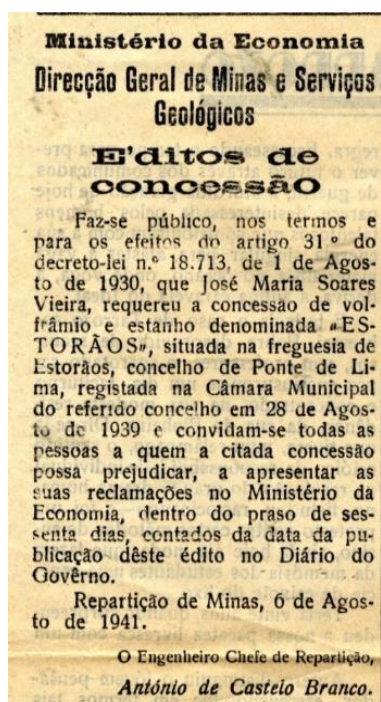 Ministério da Economia
Direcção Geral de Minas e Serviços
Geológicos
E'ditos de
concessão
Faz-se público, nos termos e
para os efeitos do artigo 31º do
decreto-lei n.º 18.713, de 1 de Agos-
to de 1930, que José Maria Soares
Vieira, requereu a concessão de vol-
frâmio e estanho denominada «ES-
TORÃOS», situada na freguesia de
Estorãos, concelho de Ponte de Li-
ma, registada na Câmara Municipal
do referido concelho em 28 de Agos-
to de 1939 e convidam-se todas as
pessoas a quem a citada concessão
possa prejudicar, a apresentar as
suas reclamações no Ministério da
Economia, dentro do praso de ses-
senta dias, contados da data da pu-
blicação dêste édito no Diário do
Govêrno.
Repartição de Minas, 6 de Agos-
to de 1941.
O Engenheiro Chefe de Repartição,
António de Castelo Branco.